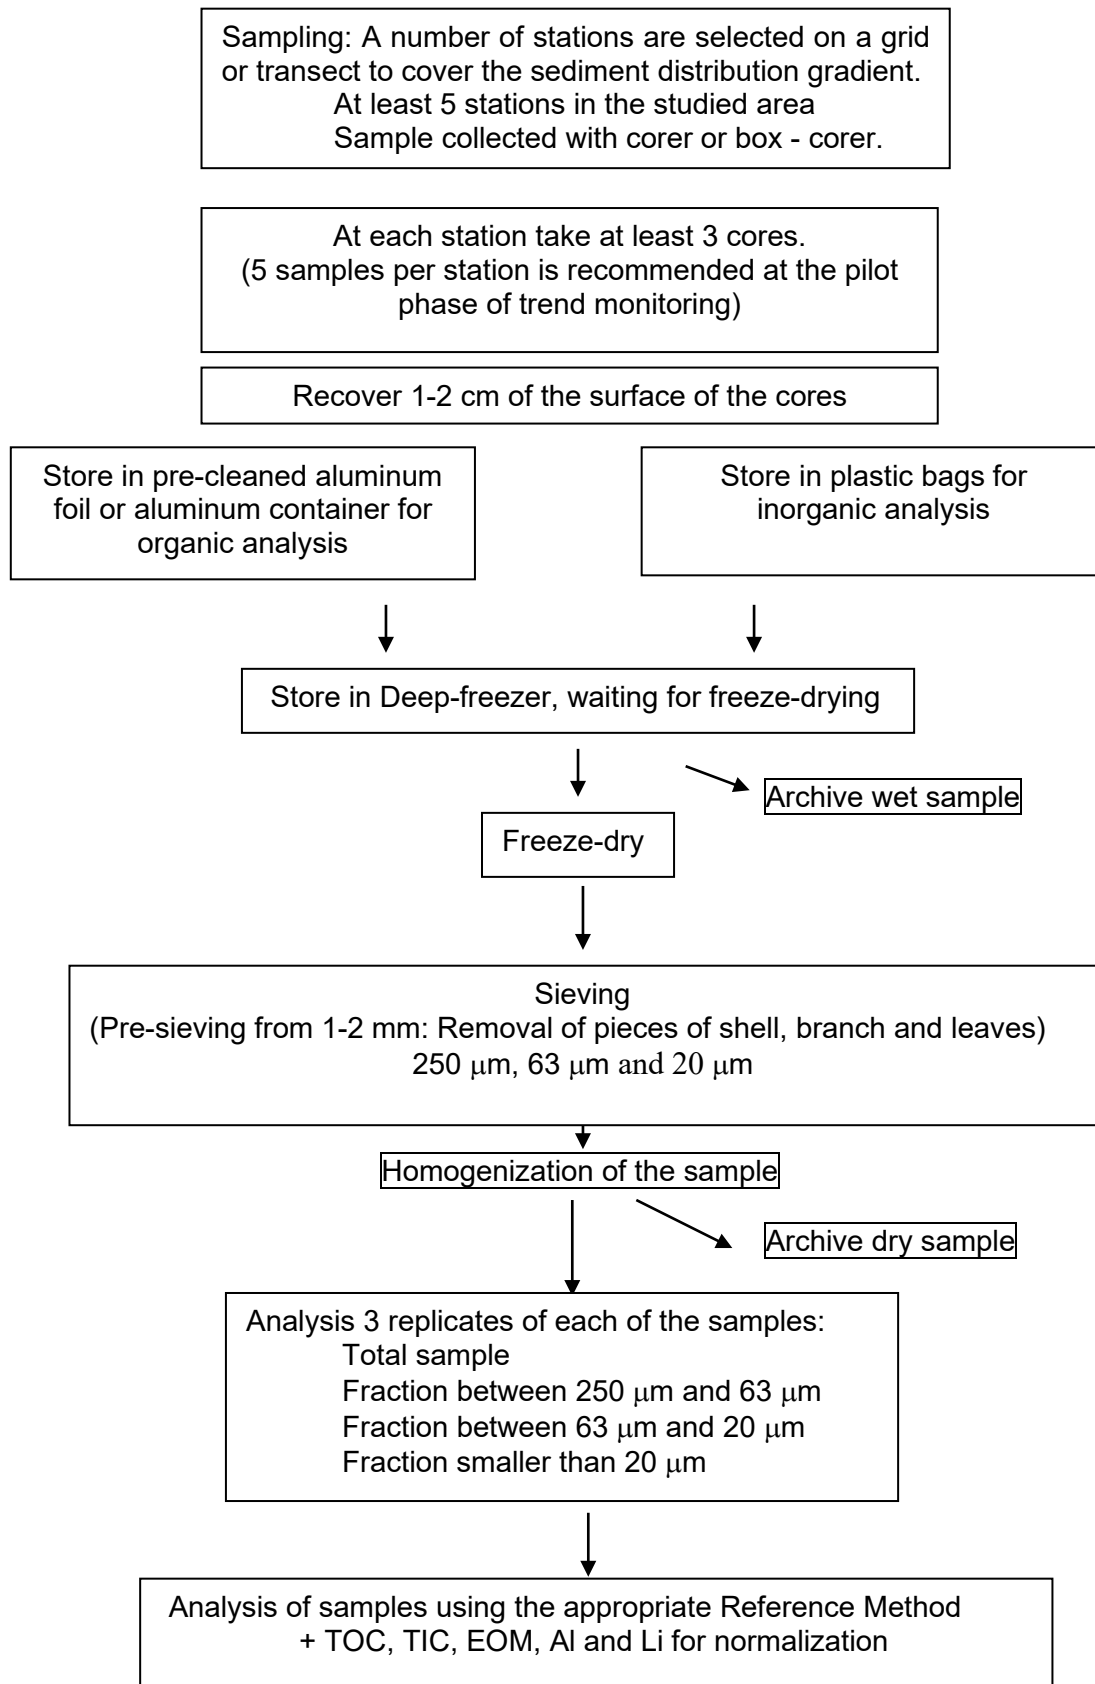 Sampling: A number of stations are selected on a grid
or transect to cover the sediment distribution gradient.
At least 5 stations in the studied area
Sample collected with corer or box - corer.
At each station take at least 3 cores.
(5 samples per station is recommended at the pilot
phase of trend monitoring)
Recover 1-2 cm of the surface of the cores
Store in pre-cleaned aluminum
foil or aluminum container for
organic analysis
Store in plastic bags for
inorganic analysis
Store in Deep-freezer, waiting for freeze-drying
Archive wet sample
Freeze-dry
Sieving
(Pre-sieving from 1-2 mm: Removal of pieces of shell, branch and leaves)
250 μm, 63 μm and 20 μm
Homogenization of the sample
Archive dry sample
Analysis 3 replicates of each of the samples:
Total sample
Fraction between 250 μm and 63 μm
Fraction between 63 μm and 20 μm
Fraction smaller than 20 μm
Analysis of samples using the appropriate Reference Method
+ TOC, TIC, EOM, Al and Li for normalization